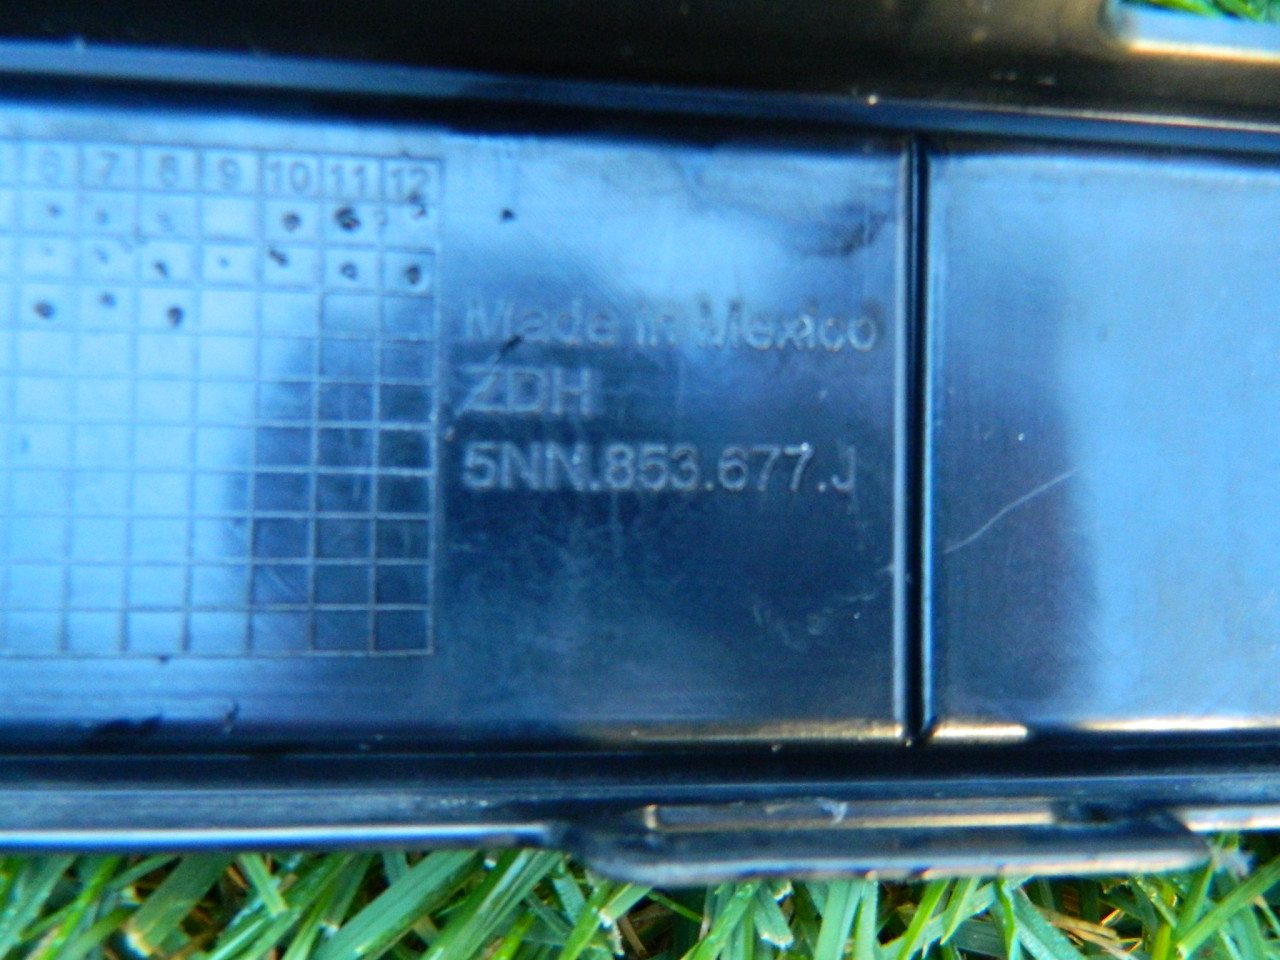 6 7 8 9 10 11 12
Made in Mexico
ZDH
5NN.853.677.J